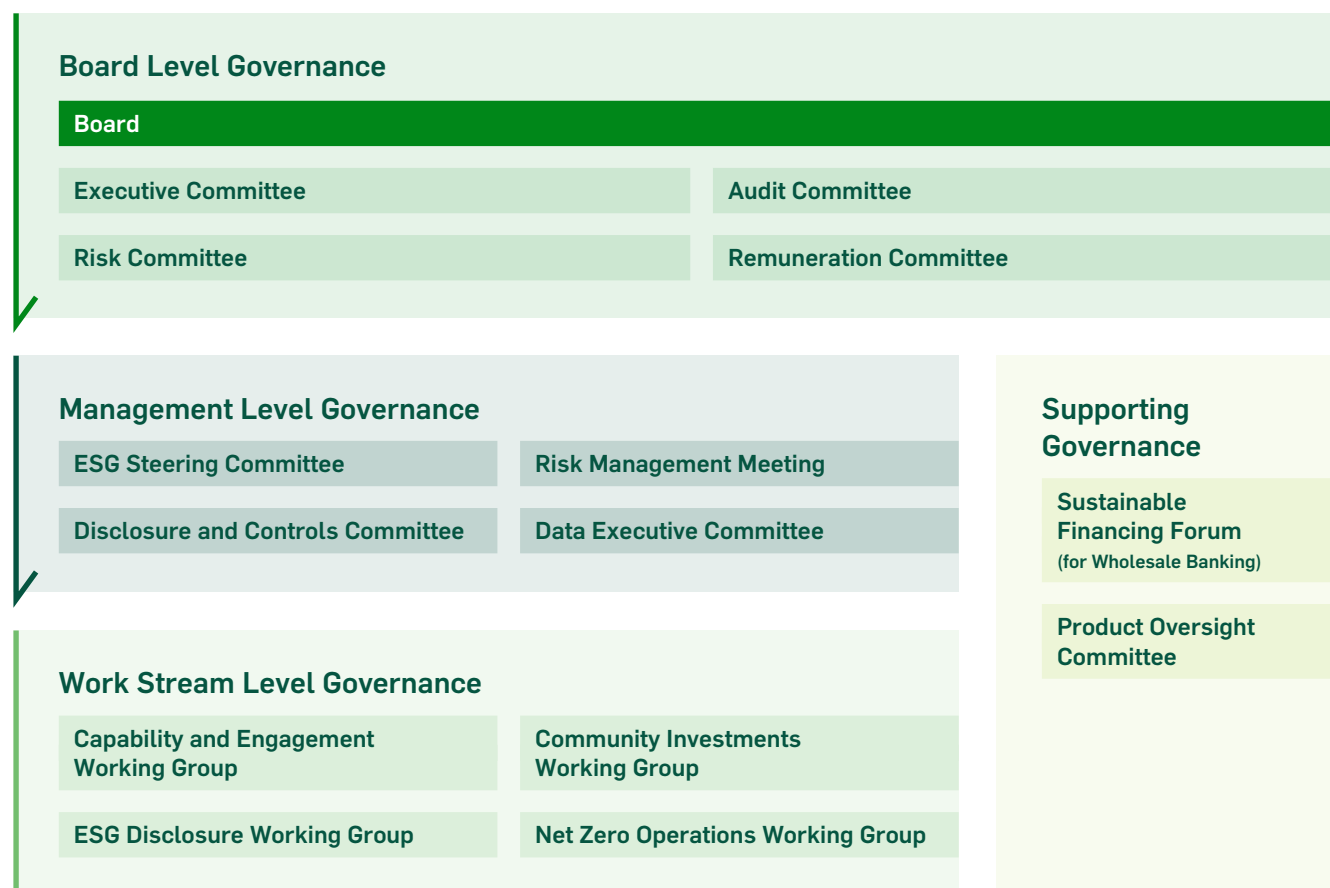 Board Level Governance
Board
Executive Committee
Audit Committee
Risk Committee
Remuneration Committee
Management Level Governance
ESG Steering Committee
Risk Management Meeting
Disclosure and Controls Committee
Data Executive Committee
Supporting
Governance
Sustainable
Financing Forum
(for Wholesale Banking)
Product Oversight
Committee
Work Stream Level Governance
Capability and Engagement
Working Group
Community Investments
Working Group
ESG Disclosure Working Group
Net Zero Operations Working Group